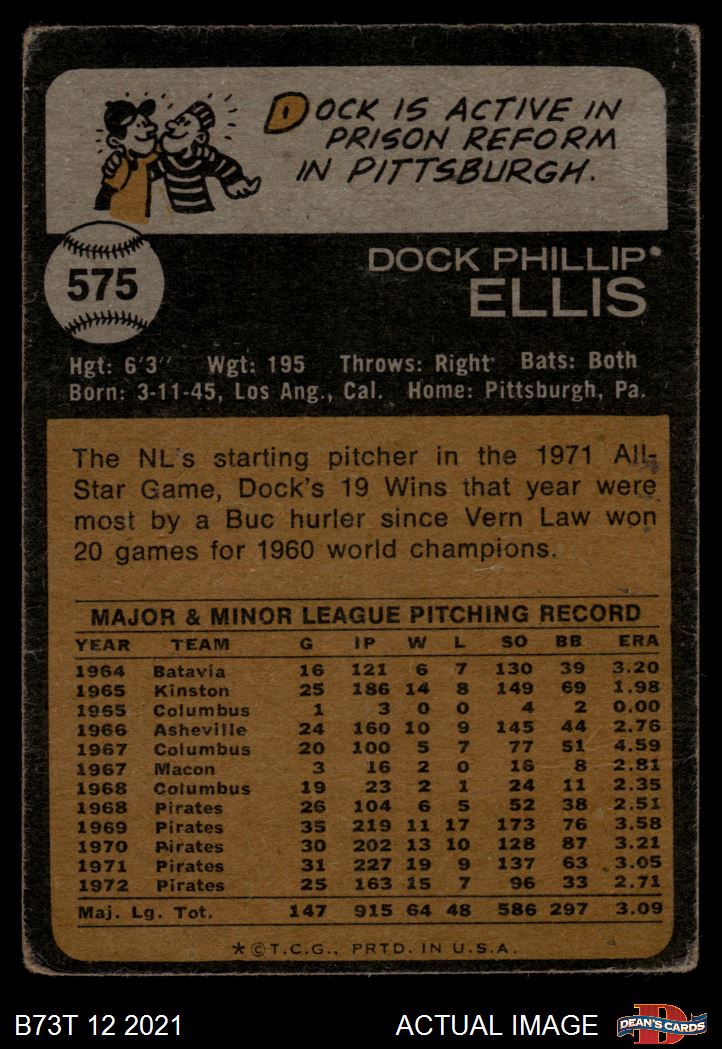 DOCK IS ACTIVE IN
PRISON REFORM
IN PITTSBURGH.
575
DOCK PHILLIP
ELLIS
Hgt: 6'3" Wgt: 195 Throws: Right Bats: Both
Born: 3-11-45, Los Ang., Cal. Home: Pittsburgh, Pa.
The NL's starting pitcher in the 1971 All-
Star Game, Dock's 19 Wins that year were
most by a Buc hurler since Vern Law won
20 games for 1960 world champions.
MAJOR & MINOR LEAGUE PITCHING RECORD
YEAR TEAM G IP W L SO BB ERA
1964 Batavia 16 121 6 7 130 39 3.20
1965 Kinston 25 186 14 8 149 69 1.98
1965 Columbus 1 3 0 0 4 2 0.00
1966 Asheville 24 160 10 9 145 44 2.76
1967 Columbus 20 100 5 7 77 51 4.59
1967 Macon 3 16 2 0 16 8 2.81
1968 Columbus 19 23 2 1 24 11 2.35
1968 Pirates 26 104 6 5 52 38 2.51
1969 Pirates 35 219 11 17 173 76 3.58
1970 Pirates 30 202 13 10 128 87 3.21
1971 Pirates 31 227 19 9 137 63 3.05
1972 Pirates 25 163 15 7 96 33 2.71
Maj. Lg. Tot. 147 915 64 48 586 297 3.09
*©T.C.G., PRTD. IN U.S.A.
B73T 12 2021 ACTUAL IMAGE
D
DEAN'S CARDS